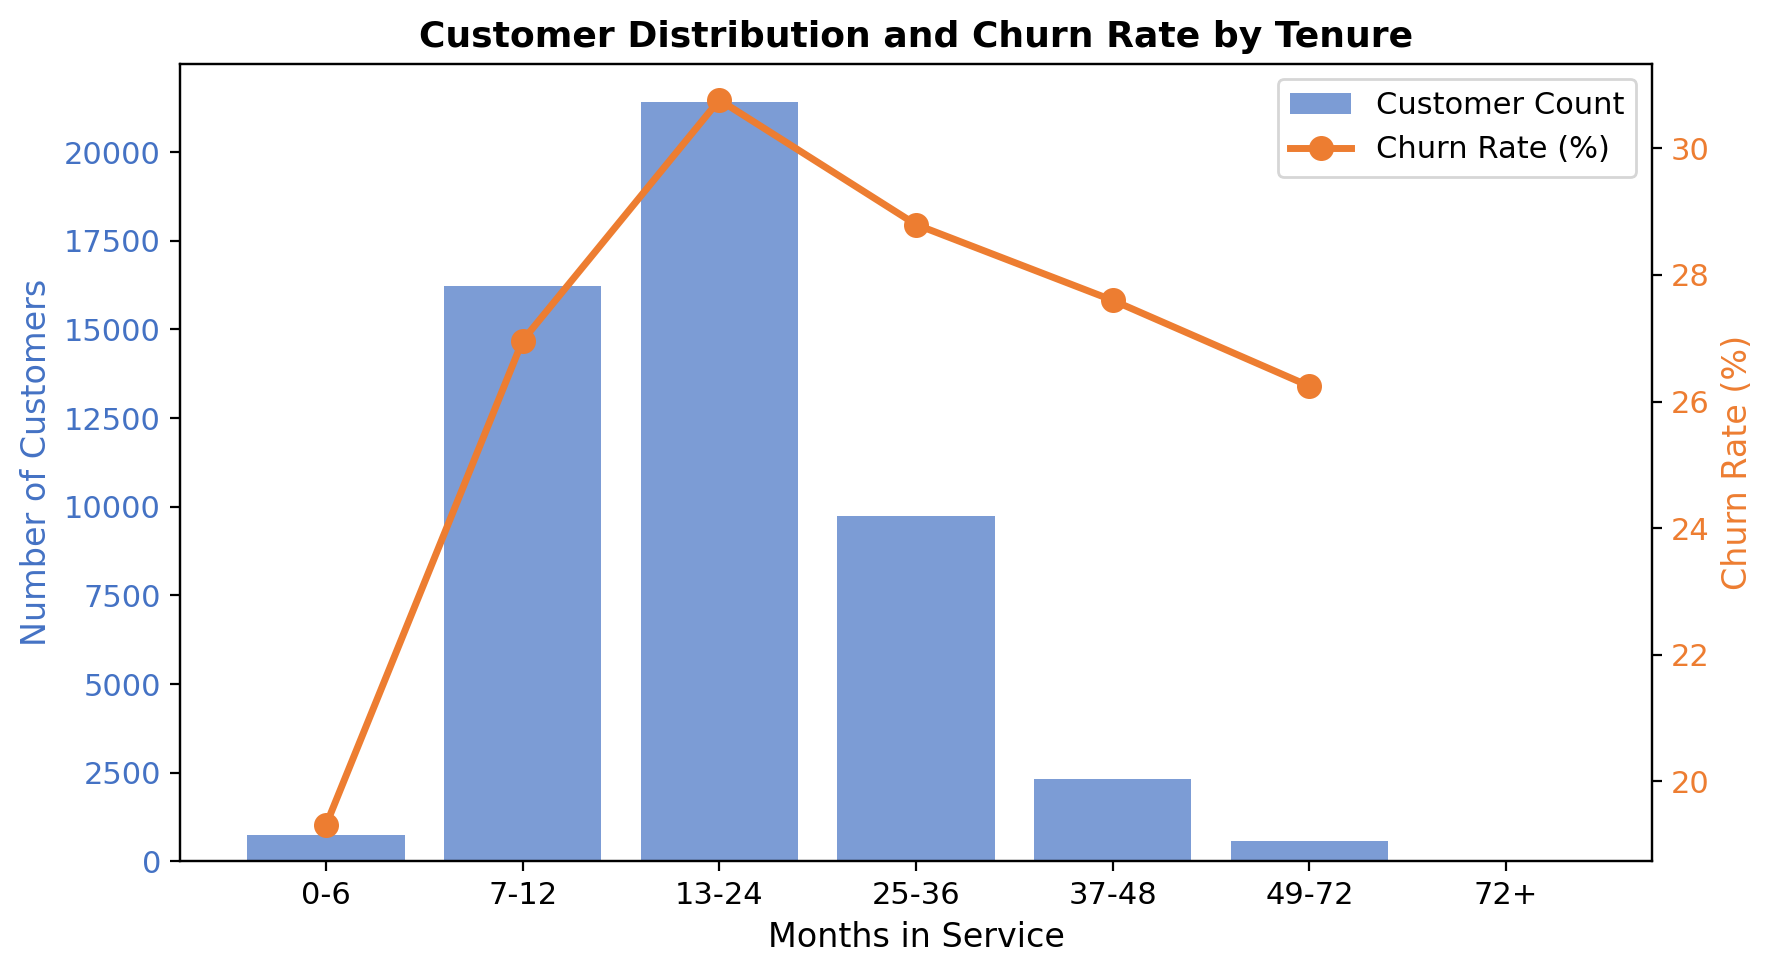 Customer Distribution and Churn Rate by Tenure
Customer Count
Churn Rate (%)
Number of Customers
20000
17500
15000
12500
10000
7500
5000
2500
0
30
28
26
24
22
20
Churn Rate (%)
0-6 7-12 13-24 25-36 37-48 49-72 72+
Months in Service